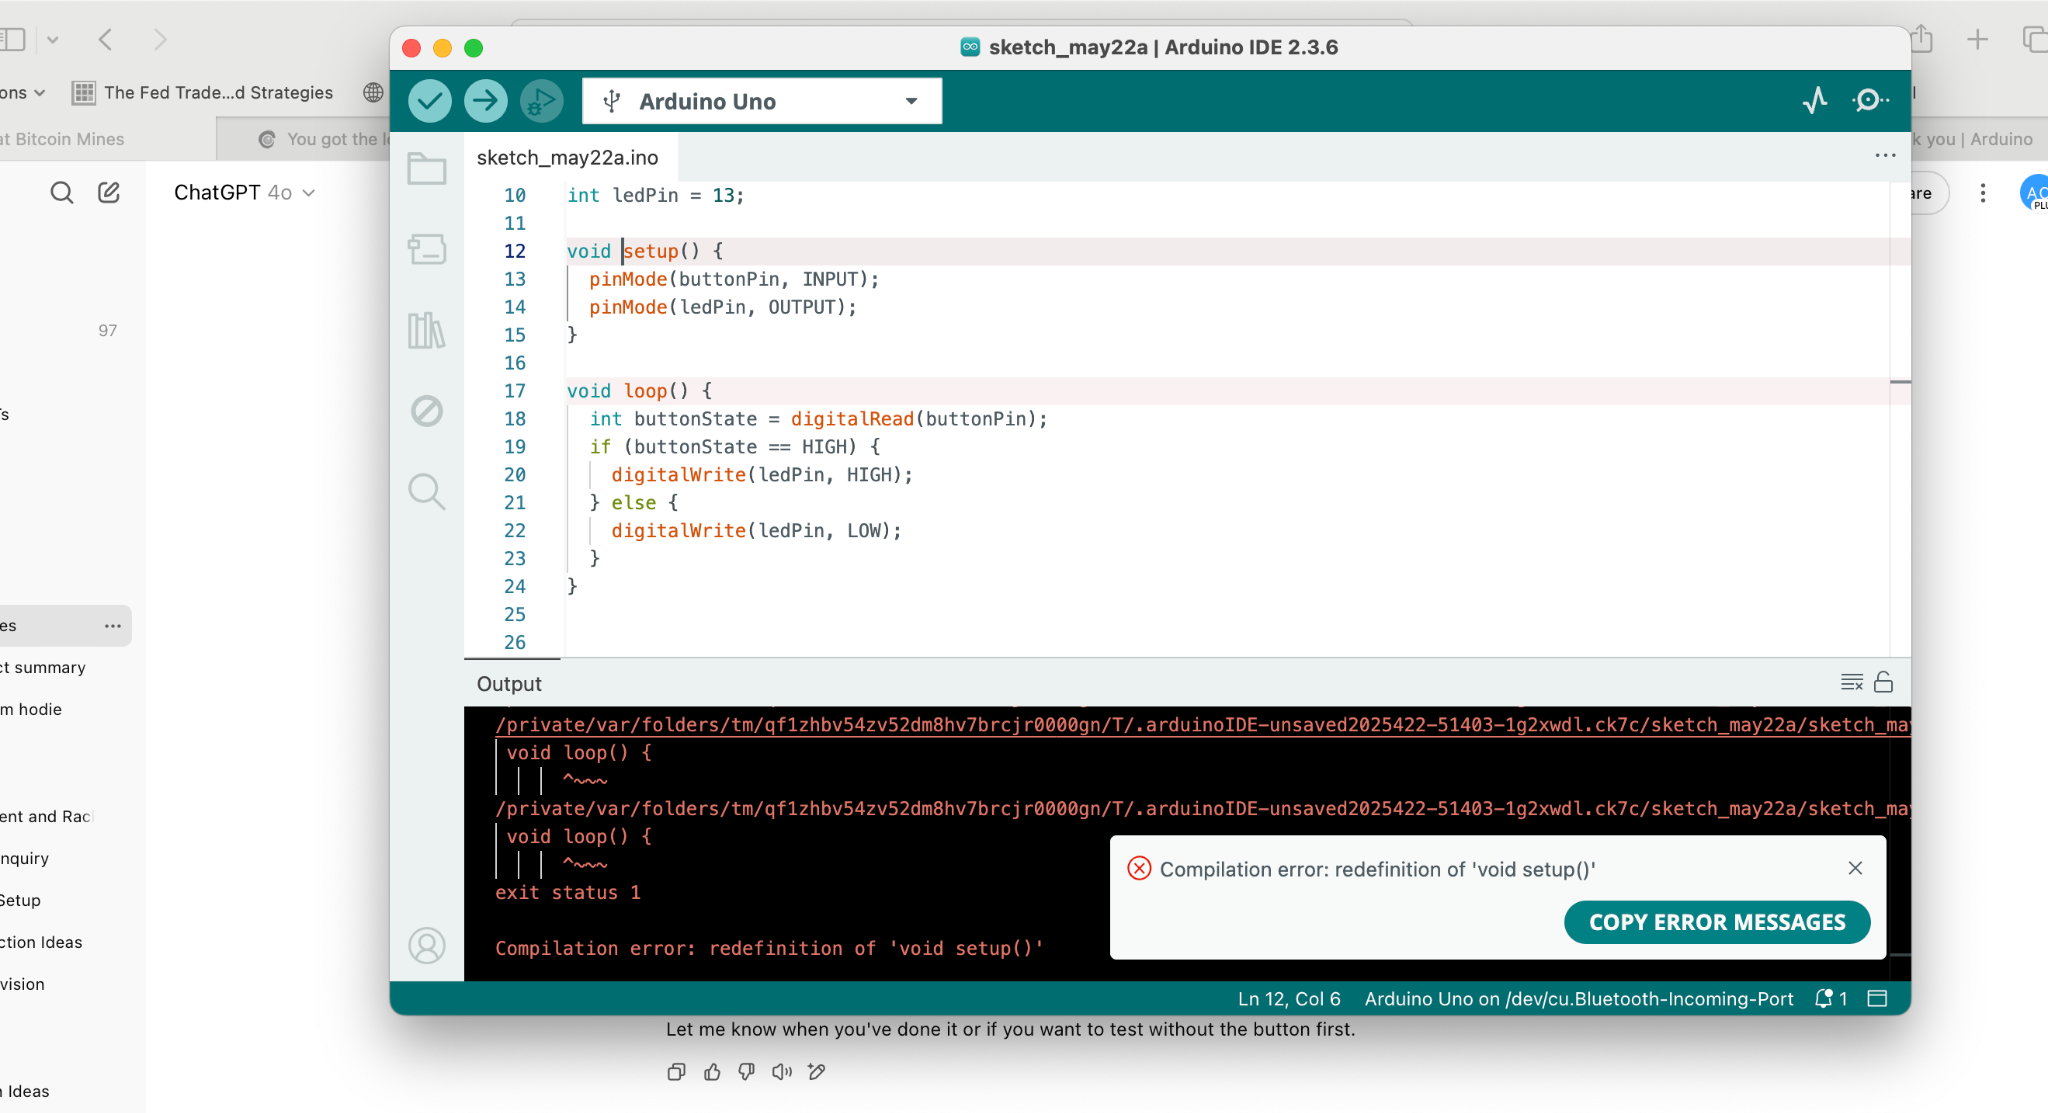 sketch_may22a | Arduino IDE 2.3.6
ons
The Fed Trade...d Strategies
at Bitcoin Mines
You got the l
k you | Arduino
Arduino Uno
sketch_may22a.ino
ChatGPT 4o
are
AC
PLU
97
's
es
ct summary
m hodie
ent and Rac
nquiry
Setup
ction Ideas
vision
n Ideas
10 int ledPin = 13;
11
12 void setup() {
13 pinMode(buttonPin, INPUT);
14 pinMode(ledPin, OUTPUT);
15 }
16
17 void loop() {
18 int buttonState = digitalRead(buttonPin);
19 if (buttonState == HIGH) {
20 digitalWrite(ledPin, HIGH);
21 } else {
22 digitalWrite(ledPin, LOW);
23 }
24 }
25
26
Output
/private/var/folders/tm/qf1zhbv54zv52dm8hv7brcjr0000gn/T/.arduinoIDE-unsaved2025422-51403-1g2xwdl.ck7c/sketch_may22a/sketch_may
void loop() {
^~~~
/private/var/folders/tm/qf1zhbv54zv52dm8hv7brcjr0000gn/T/.arduinoIDE-unsaved2025422-51403-1g2xwdl.ck7c/sketch_may22a/sketch_may
void loop() {
^~~~
exit status 1
Compilation error: redefinition of 'void setup()'
Compilation error: redefinition of 'void setup()'
COPY ERROR MESSAGES
Ln 12, Col 6 Arduino Uno on /dev/cu.Bluetooth-Incoming-Port 1
Let me know when you've done it or if you want to test without the button first.